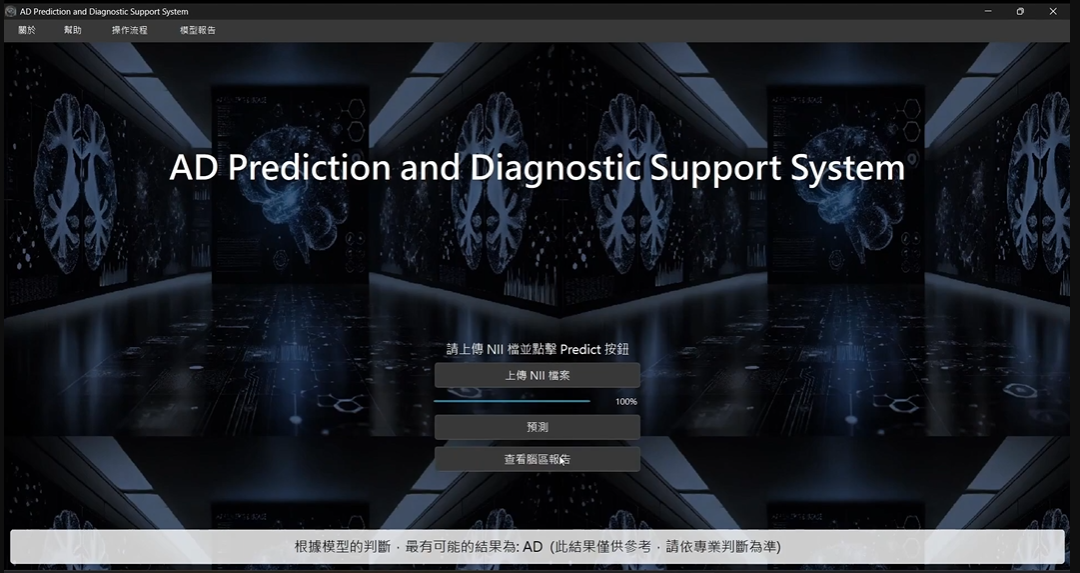 AD Prediction and Diagnostic Support System
關於 幫助 操作流程 模型報告
AD Prediction and Diagnostic Support System
請上傳 NII 檔並點擊 Predict 按鈕
上傳 NII 檔案
100%
預測
查看腦區報告
根據模型的判斷，最有可能的結果為: AD (此結果僅供參考，請依專業判斷為準)